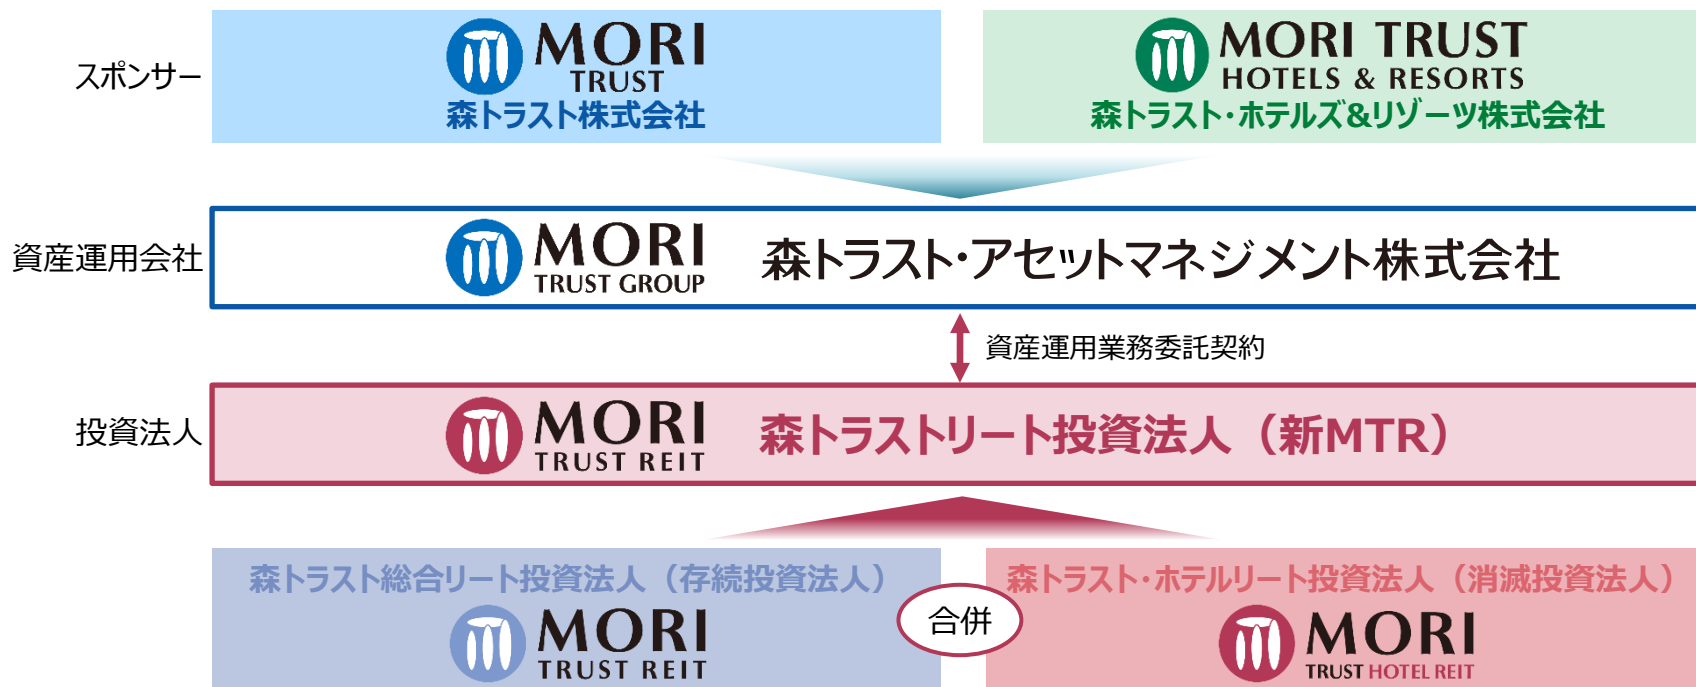 スポンサー
MORI
TRUST
森トラスト株式会社
MORI TRUST
HOTELS & RESORTS
森トラスト・ホテルズ&リゾーツ株式会社
資産運用会社
MORI
TRUST GROUP
森トラスト・アセットマネジメント株式会社
資産運用業務委託契約
投資法人
MORI
TRUST REIT
森トラストリート投資法人（新MTR）
森トラスト総合リート投資法人（存続投資法人）
MORI
TRUST REIT
合併
森トラスト・ホテルリート投資法人（消滅投資法人）
MORI
TRUST HOTEL REIT